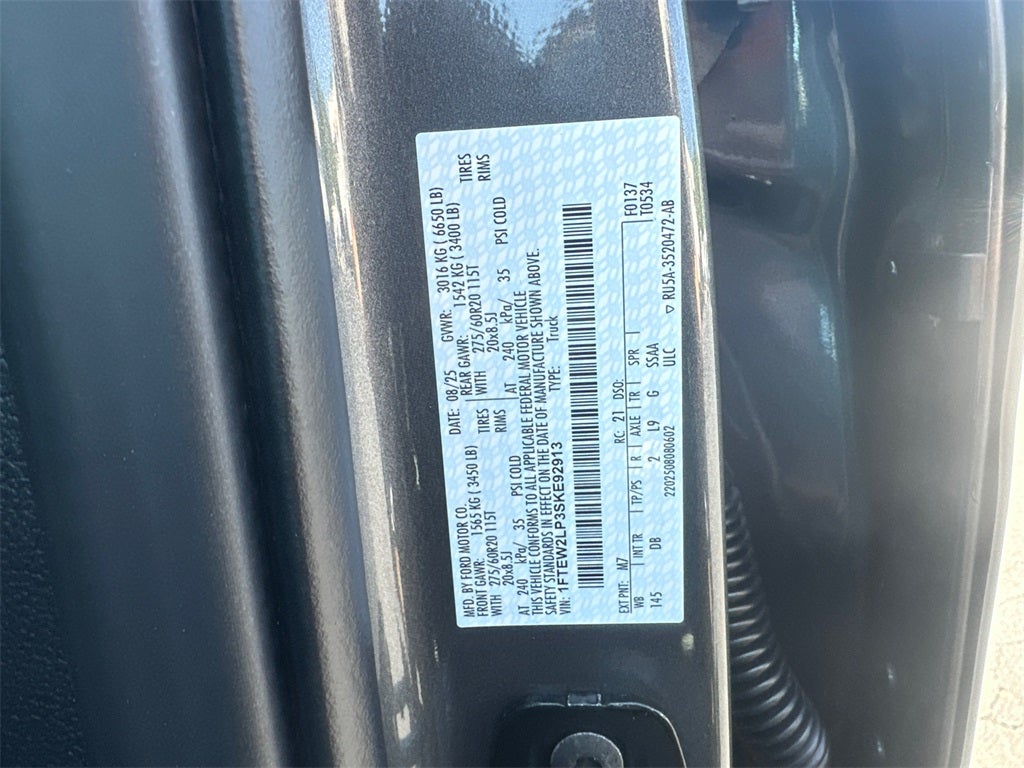 MFD. BY FORD MOTOR CO. DATE: 08/25 GVWR: 3016 KG ( 6650 LB)
FRONT GAWR: 1565 KG ( 3450 LB) REAR GAWR: 1542 KG ( 3400 LB)
WITH 275/60R20 115T TIRES WITH 275/60R20 115T TIRES
20x8.5J RIMS 20x8.5J RIMS
AT 240 kPa/ 35 PSI COLD AT 240 kPa/ 35 PSI COLD
THIS VEHICLE CONFORMS TO ALL APPLICABLE FEDERAL MOTOR VEHICLE
SAFETY STANDARDS IN EFFECT ON THE DATE OF MANUFACTURE SHOWN ABOVE.
VIN: 1FTEW2LP3SKE92913 TYPE: Truck
F0137
EXT PNT: M7 RC: 21 DSO: T0534
WB INT TR TP/PS R AXLE TR SPR
145 DB 2 L9 G SSAA
2202508080602 ULC ▽ RU5A-3520472-AB